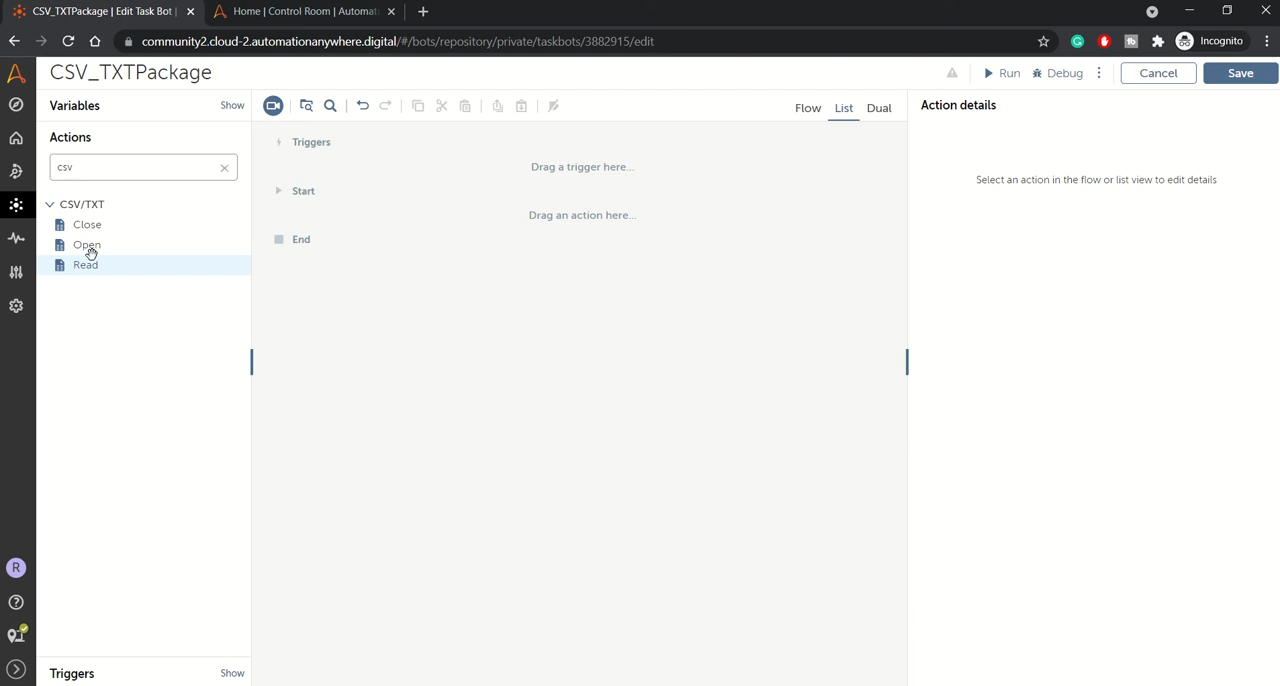 CSV_TXTPackage | Edit Task Bot |
Home | Control Room | Automati
community2.cloud-2.automationanywhere.digital/#/bots/repository/private/taskbots/3882915/edit
Incognito
CSV_TXTPackage
Run
Debug
Cancel
Save
Variables
Show
Flow
List
Dual
Action details
Actions
csv
Triggers
Drag a trigger here...
Select an action in the flow or list view to edit details
Start
CSV/TXT
Drag an action here...
Close
Open
End
Read
R
Triggers
Show